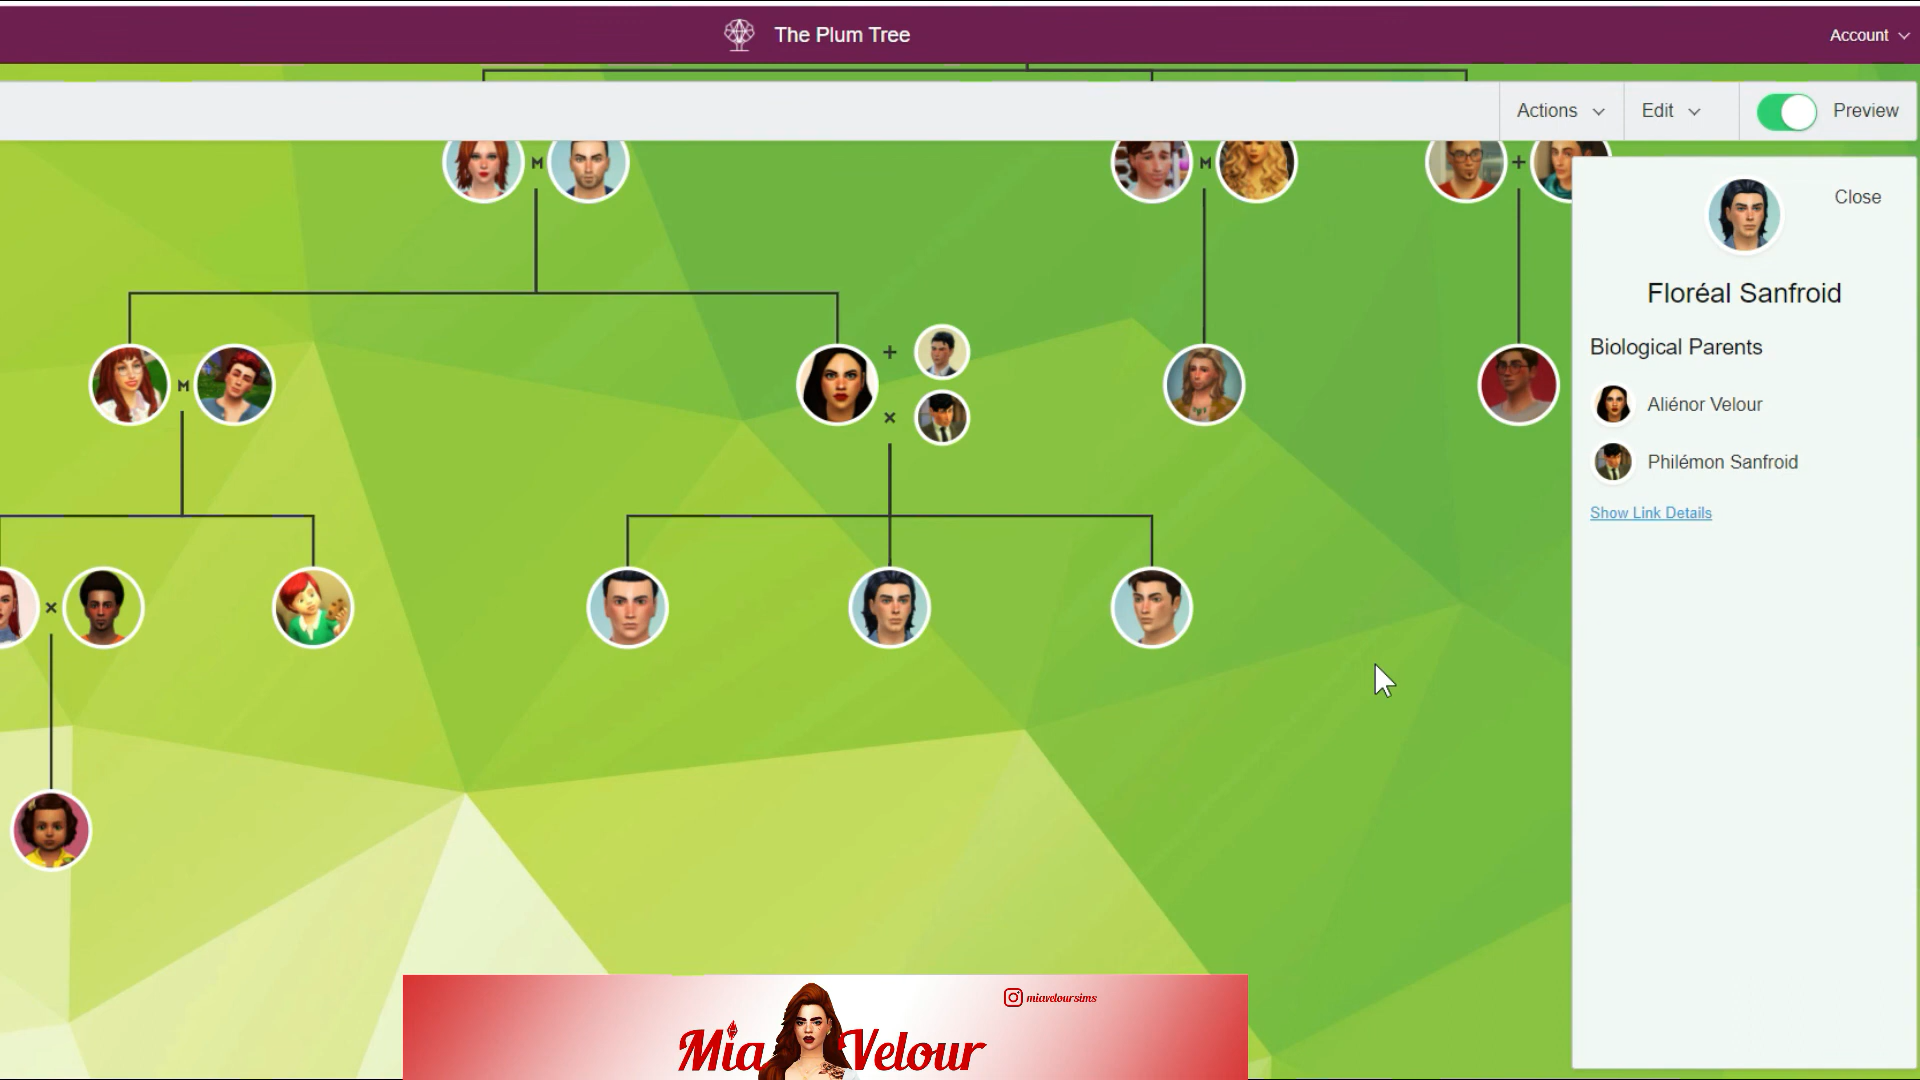 The Plum Tree
Account
Actions
Edit
Preview
Close
Floréal Sanfroid
Biological Parents
Aliénor Velour
Philémon Sanfroid
Show Link Details
M
M
+
M
+
×
×
miaveloursims
Mia Velour